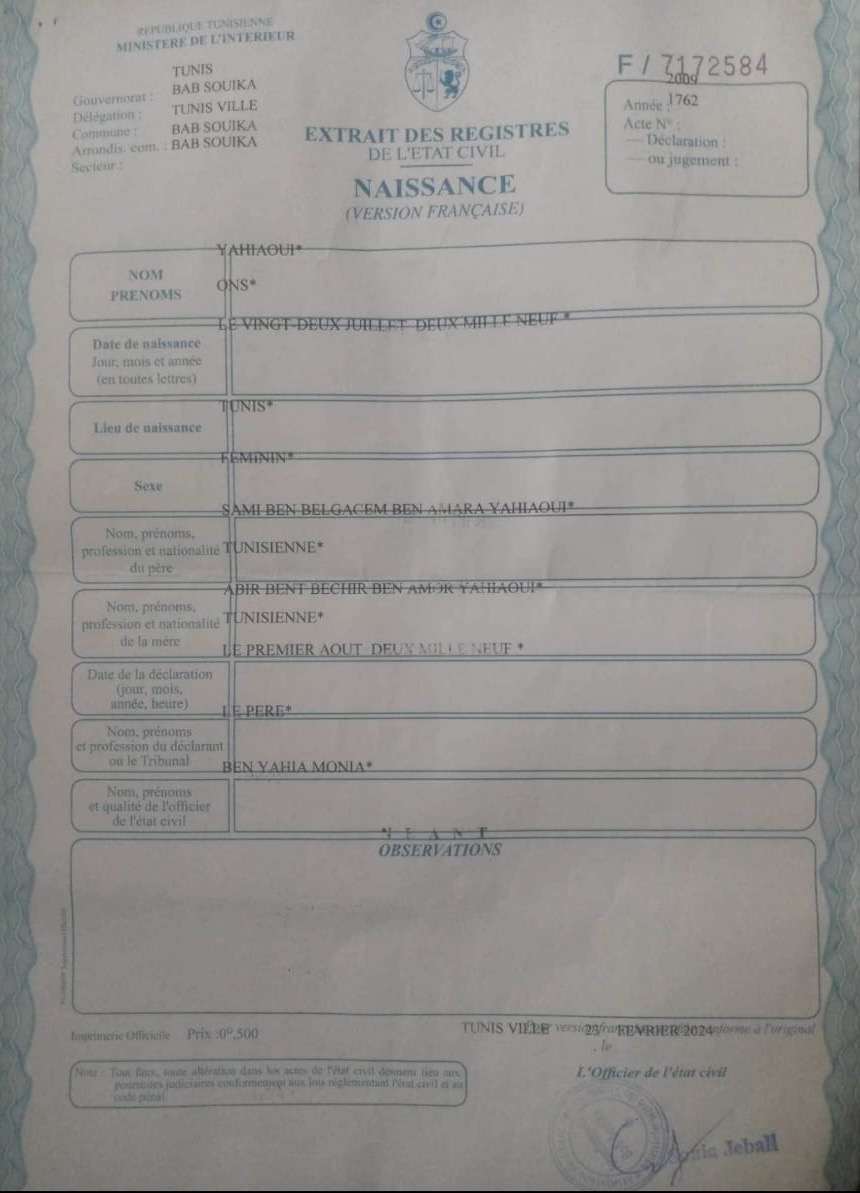 REPUBLIQUE TUNISIENNE
MINISTERE DE L'INTERIEUR
F / 7172584
TUNIS
Gouvernorat :
BAB SOUIKA
Délégation :
TUNIS VILLE
Commune :
BAB SOUIKA
Arrondis. com. :
BAB SOUIKA
Secteur :
2009
Année :
1762
Acte N° :
— Déclaration :
— ou jugement :
EXTRAIT DES REGISTRES
DE L'ETAT CIVIL
NAISSANCE
(VERSION FRANÇAISE)
YAHIAOUI*
NOM
PRENOMS
ONS*
LE VINGT-DEUX JUILLET DEUX MILLE NEUF *
Date de naissance
Jour, mois et année
(en toutes lettres)
TUNIS*
Lieu de naissance
FEMININ*
Sexe
SAMI BEN BELGACEM BEN AMARA YAHIAOUI*
Nom, prénoms,
profession et nationalité
du père
TUNISIENNE*
ABIR BENT BECHIR BEN AMOR YAHIAOUI*
Nom, prénoms,
profession et nationalité
de la mère
TUNISIENNE*
LE PREMIER AOUT DEUX MILLE NEUF *
Date de la déclaration
(jour, mois,
année, heure)
LE PERE*
Nom, prénoms
et profession du déclarant
ou le Tribunal
BEN YAHIA MONIA*
Nom, prénoms
et qualité de l'officier
de l'état civil
N E A N T
OBSERVATIONS
Imprimerie Officielle Prix :0ᴰ,500
TUNIS VILLE
version
23 FEVRIER 2024
conforme à l'original
, le
Note : Tout faux, toute altération dans les actes de l'état civil donnent lieu aux
poursuites judiciaires conformement aux lois réglementant l'état civil et au
code pénal.
L'Officier de l'état civil
Jeball